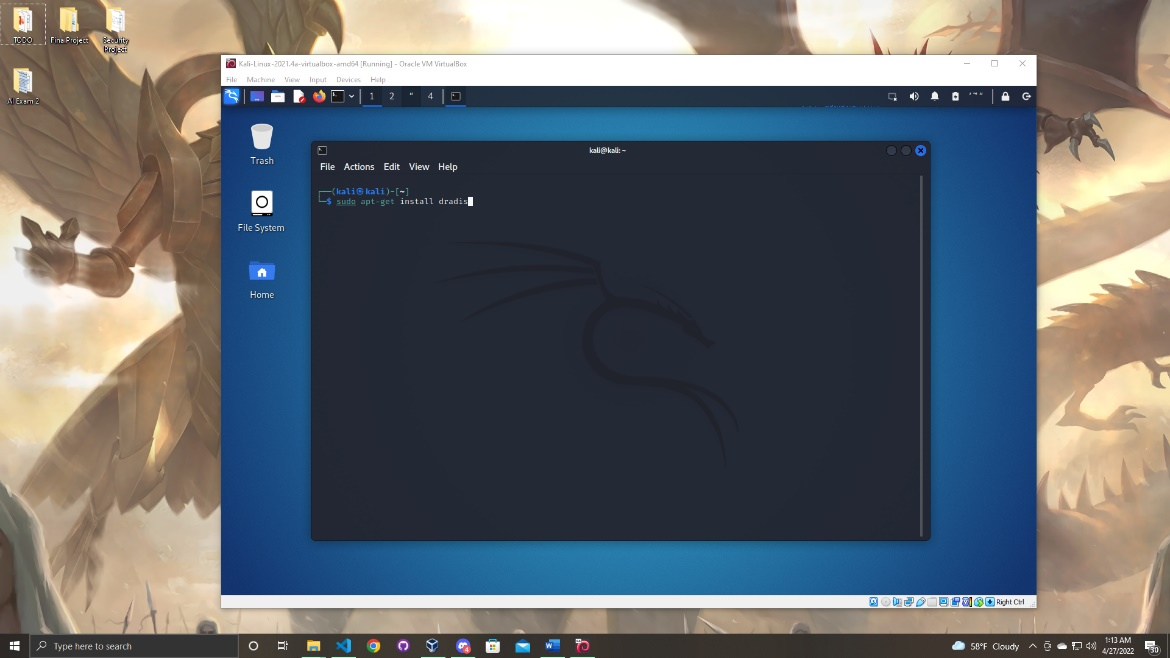 TODO
Fina Project
Security Project
AI Exam 2
Kali-Linux-2021.4a-virtualbox-amd64 [Running] - Oracle VM VirtualBox
File Machine View Input Devices Help
1 2 4
Trash
File System
Home
kali@kali: ~
File Actions Edit View Help
┌──(kali㉿kali)-[~]
└─$ sudo apt-get install dradis
Right Ctrl
Type here to search
58°F Cloudy
1:13 AM
4/27/2022
30